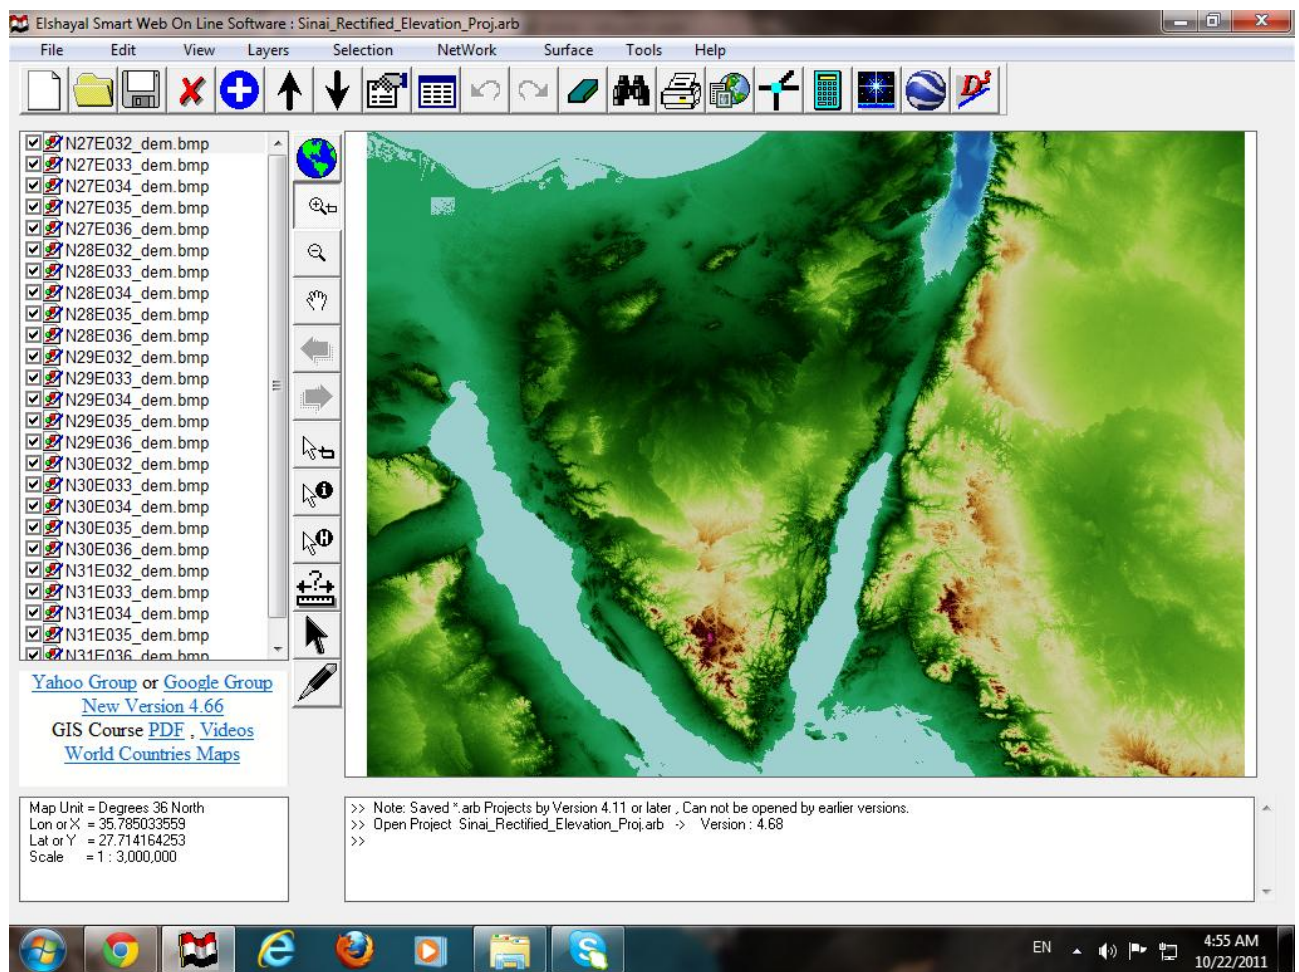 Elshayal Smart Web On Line Software : Sinai_Rectified_Elevation_Proj.arb
File Edit View Layers Selection NetWork Surface Tools Help
N27E032_dem.bmp
N27E033_dem.bmp
N27E034_dem.bmp
N27E035_dem.bmp
N27E036_dem.bmp
N28E032_dem.bmp
N28E033_dem.bmp
N28E034_dem.bmp
N28E035_dem.bmp
N28E036_dem.bmp
N29E032_dem.bmp
N29E033_dem.bmp
N29E034_dem.bmp
N29E035_dem.bmp
N29E036_dem.bmp
N30E032_dem.bmp
N30E033_dem.bmp
N30E034_dem.bmp
N30E035_dem.bmp
N30E036_dem.bmp
N31E032_dem.bmp
N31E033_dem.bmp
N31E034_dem.bmp
N31E035_dem.bmp
N31E036_dem.bmp
Yahoo Group or Google Group
New Version 4.66
GIS Course PDF , Videos
World Countries Maps
Map Unit = Degrees 36 North
Lon or X = 35.785033559
Lat or Y = 27.714164253
Scale = 1 : 3,000,000
>> Note: Saved *.arb Projects by Version 4.11 or later , Can not be opened by earlier versions.
>> Open Project Sinai_Rectified_Elevation_Proj.arb -> Version : 4.68
>>
EN
4:55 AM
10/22/2011